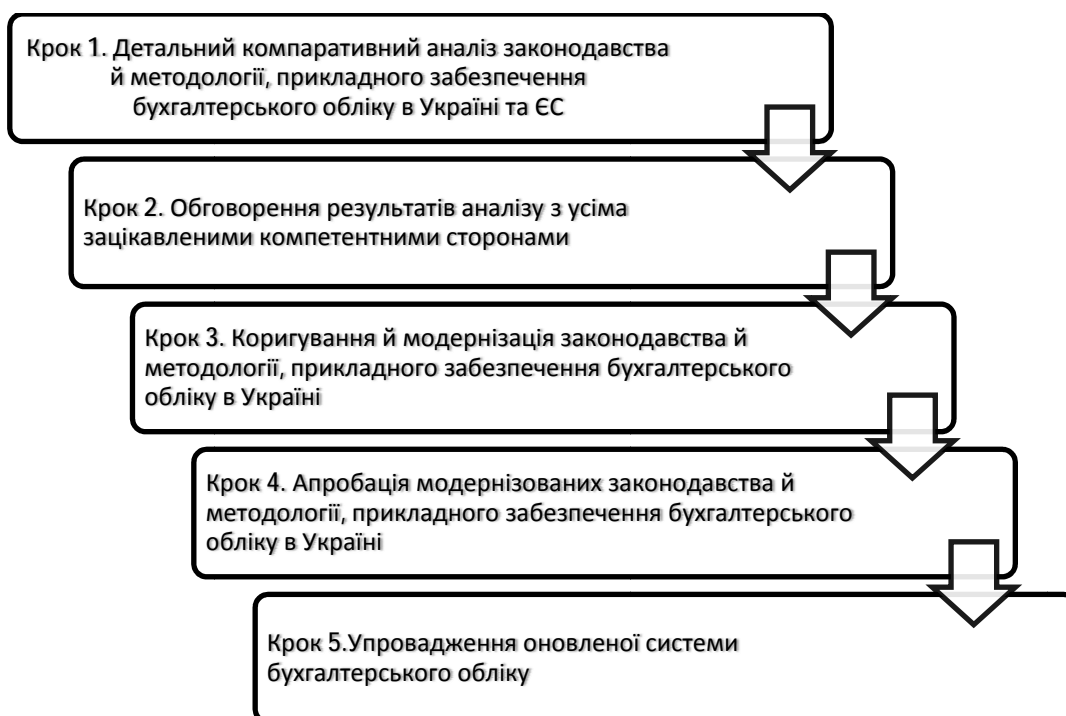 Крок 1. Детальний компаративний аналіз законодавства
й методології, прикладного забезпечення
бухгалтерського обліку в Україні та ЄС
Крок 2. Обговорення результатів аналізу з усіма
зацікавленими компетентними сторонами
Крок 3. Коригування й модернізація законодавства й
методології, прикладного забезпечення бухгалтерського
обліку в Україні
Крок 4. Апробація модернізованих законодавства й
методології, прикладного забезпечення бухгалтерського
обліку в Україні
Крок 5.Упровадження оновленої системи
бухгалтерського обліку